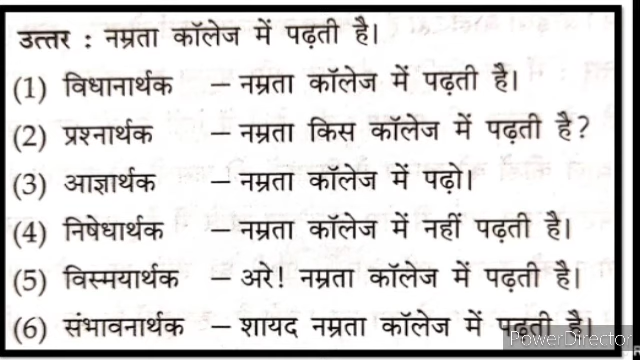 उत्तर : नम्रता कॉलेज में पढ़ती है।
(1) विधानार्थक – नम्रता कॉलेज में पढ़ती है।
(2) प्रश्नार्थक – नम्रता किस कॉलेज में पढ़ती है?
(3) आज्ञार्थक – नम्रता कॉलेज में पढ़ो।
(4) निषेधार्थक – नम्रता कॉलेज में नहीं पढ़ती है।
(5) विस्मयार्थक – अरे! नम्रता कॉलेज में पढ़ती है।
(6) संभावनार्थक – शायद नम्रता कॉलेज में पढ़ती है।
PowerDirector